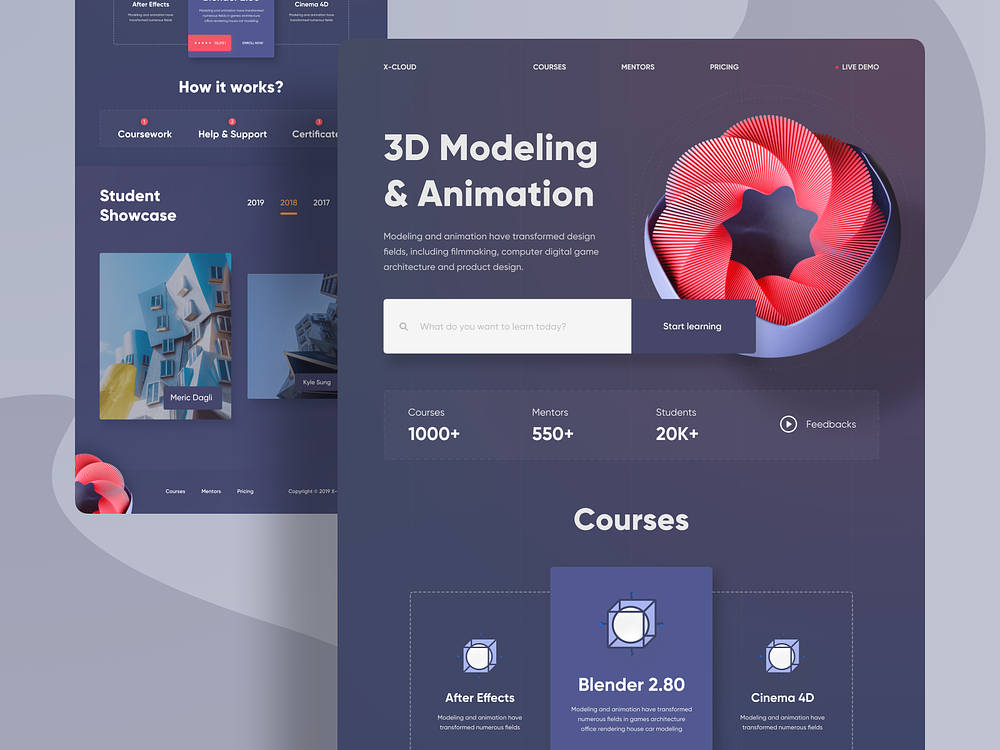 After Effects
Modeling and animation have transformed
numerous fields
Blender 2.80
Modeling and animation have transformed
numerous fields in games architecture
office rendering house car modeling
ENROLL NOW
Cinema 4D
Modeling and animation have
transformed numerous fields
How it works?
1
Coursework
2
Help & Support
Certificate
Student
Showcase
2019
2018
2017
Meric Dagli
Kyle Sung
Courses
Mentors
Pricing
Copyright © 2019 X-
X-CLOUD
COURSES
MENTORS
PRICING
LIVE DEMO
3D Modeling
& Animation
Modeling and animation have transformed design
fields, including filmmaking, computer digital game
architecture and product design.
What do you want to learn today?
Start learning
Courses
1000+
Mentors
550+
Students
20K+
Feedbacks
Courses
After Effects
Modeling and animation have
transformed numerous fields
Blender 2.80
Modeling and animation have transformed
numerous fields in games architecture
office rendering house car modeling
Cinema 4D
Modeling and animation have
transformed numerous fields